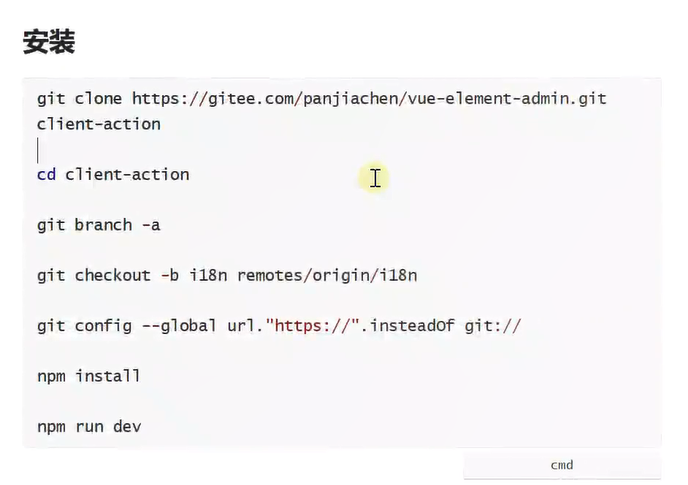 安装
git clone https://gitee.com/panjiachen/vue-element-admin.git
client-action
cd client-action
git branch -a
git checkout -b i18n remotes/origin/i18n
git config --global url."https://".insteadOf git://
npm install
npm run dev
cmd